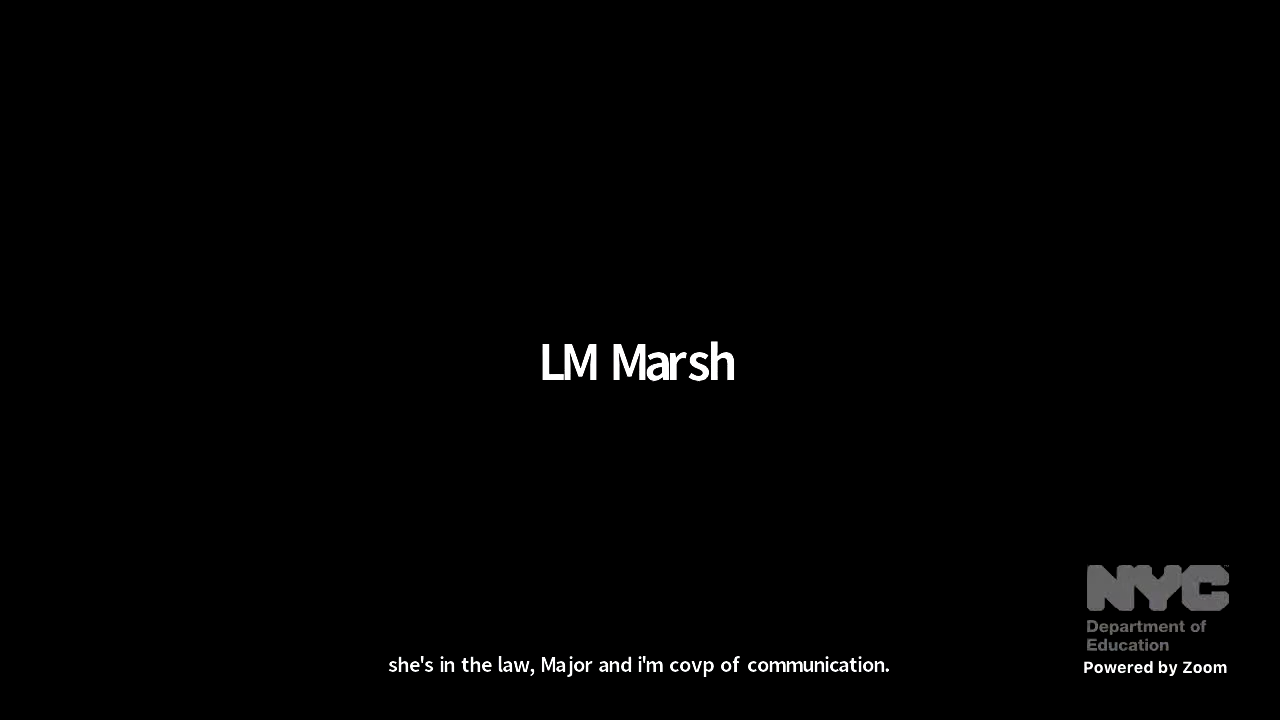 LM Marsh
NYC
Department of
Education
Powered by Zoom
she's in the law, Major and i'm covp of communication.